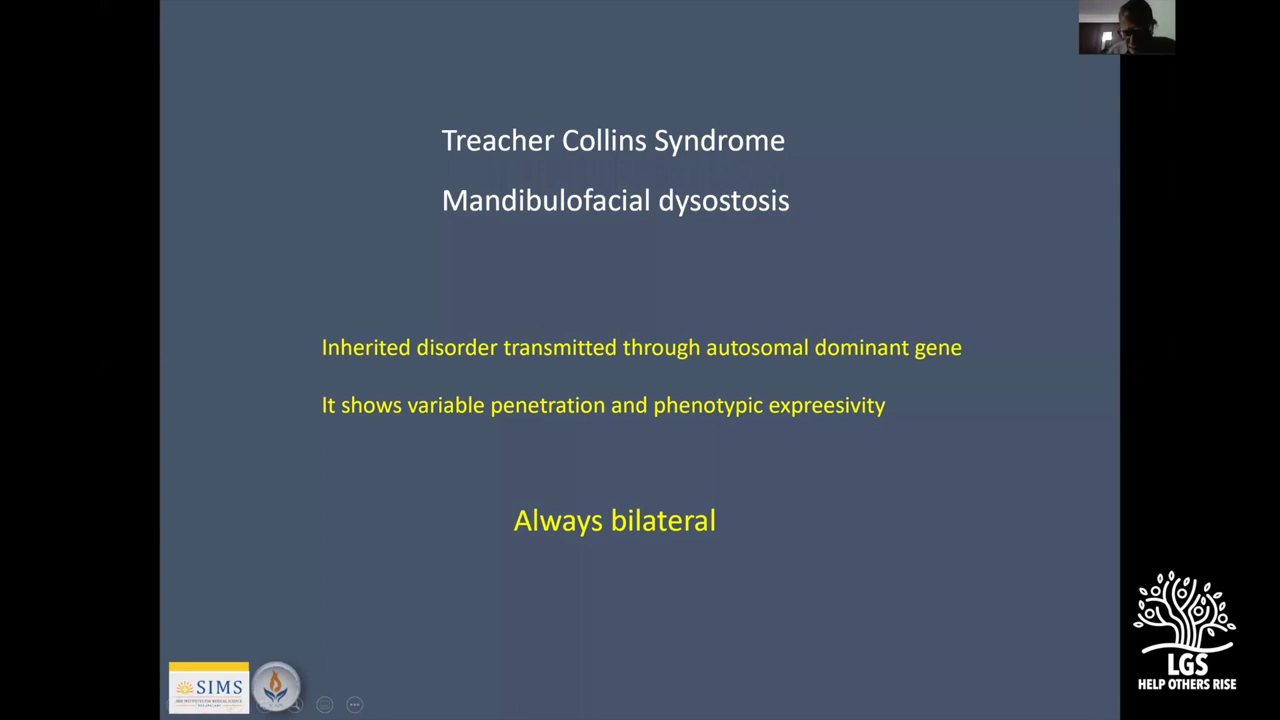 Treacher Collins Syndrome
Mandibulofacial dysostosis
Inherited disorder transmitted through autosomal dominant gene
It shows variable penetration and phenotypic expreesivity
Always bilateral
SIMS
LGS
HELP OTHERS RISE